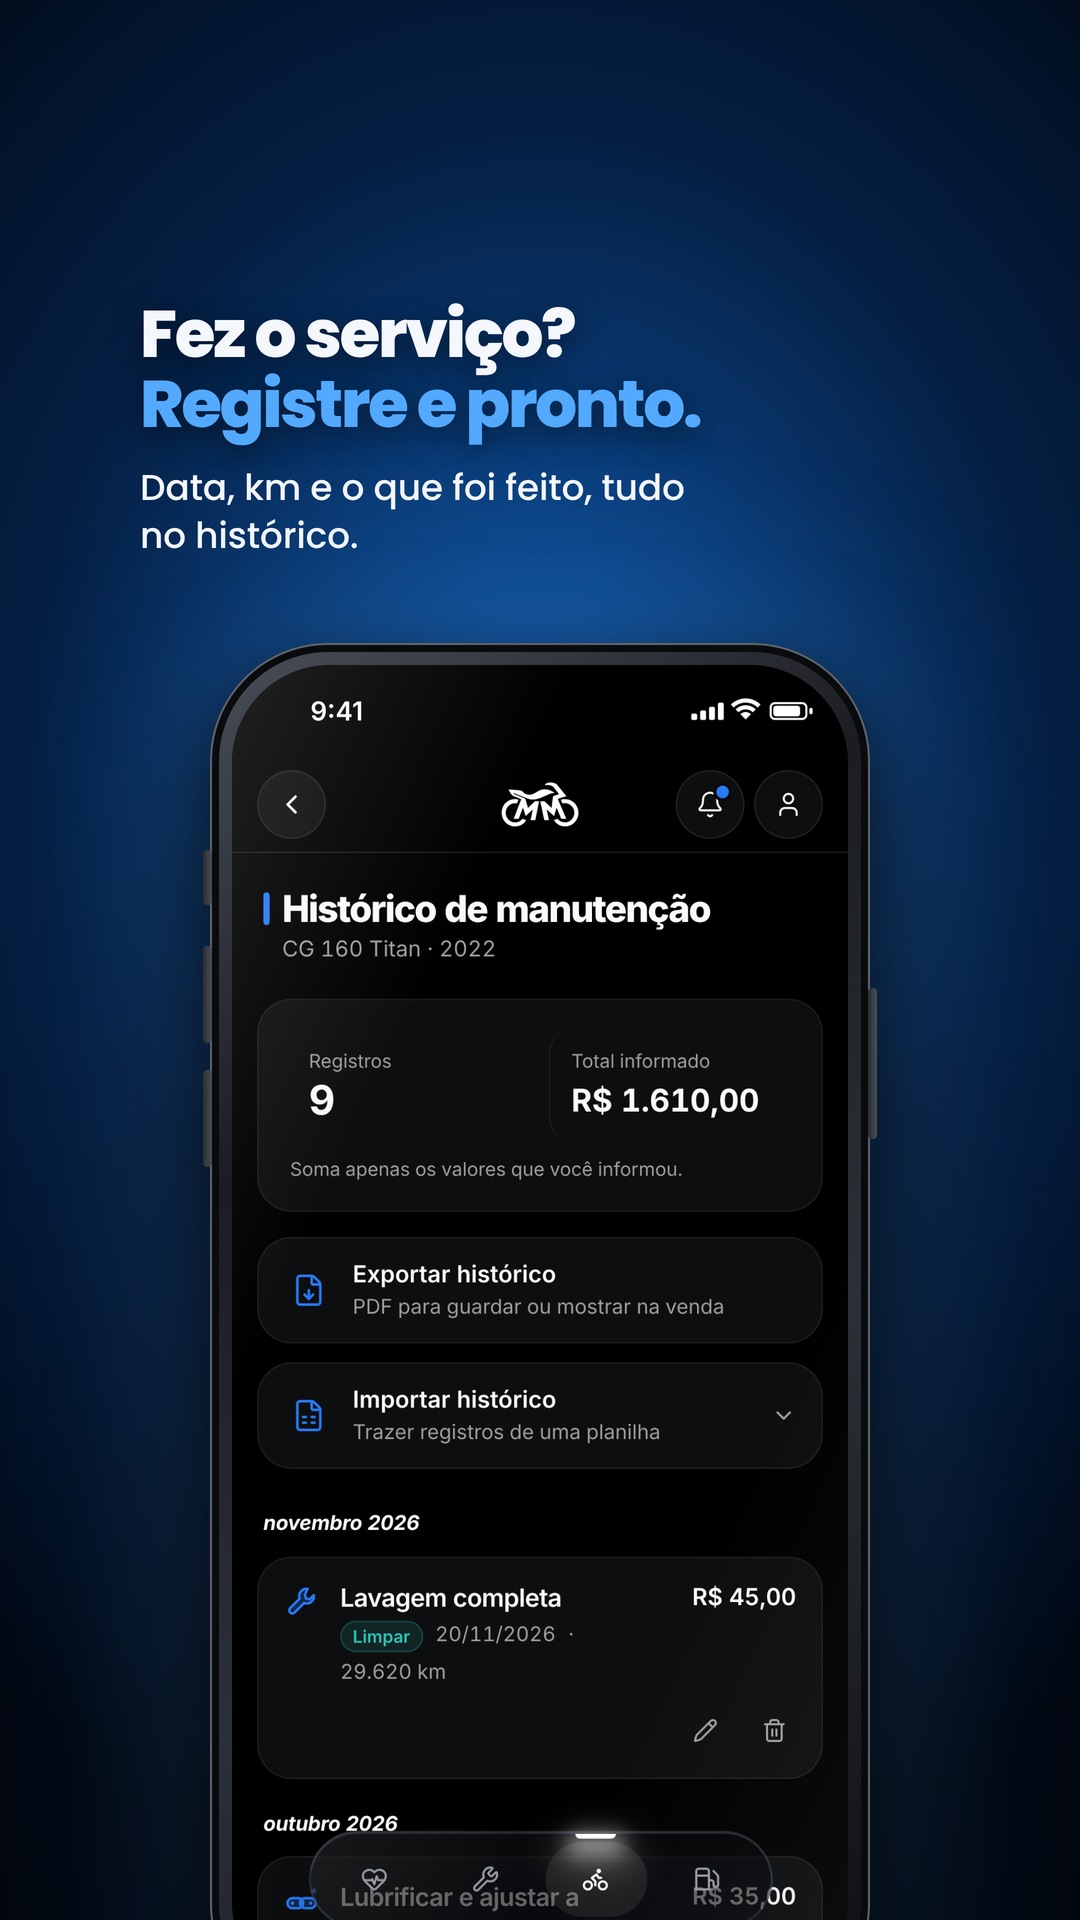 Fez o serviço?
Registre e pronto.
Data, km e o que foi feito, tudo
no histórico.
9:41
MM
Histórico de manutenção
CG 160 Titan · 2022
Registros
9
Total informado
R$ 1.610,00
Soma apenas os valores que você informou.
Exportar histórico
PDF para guardar ou mostrar na venda
Importar histórico
Trazer registros de uma planilha
novembro 2026
Lavagem completa
R$ 45,00
Limpar 20/11/2026 ·
29.620 km
outubro 2026
Lubrificar e ajustar a
R$ 35,00